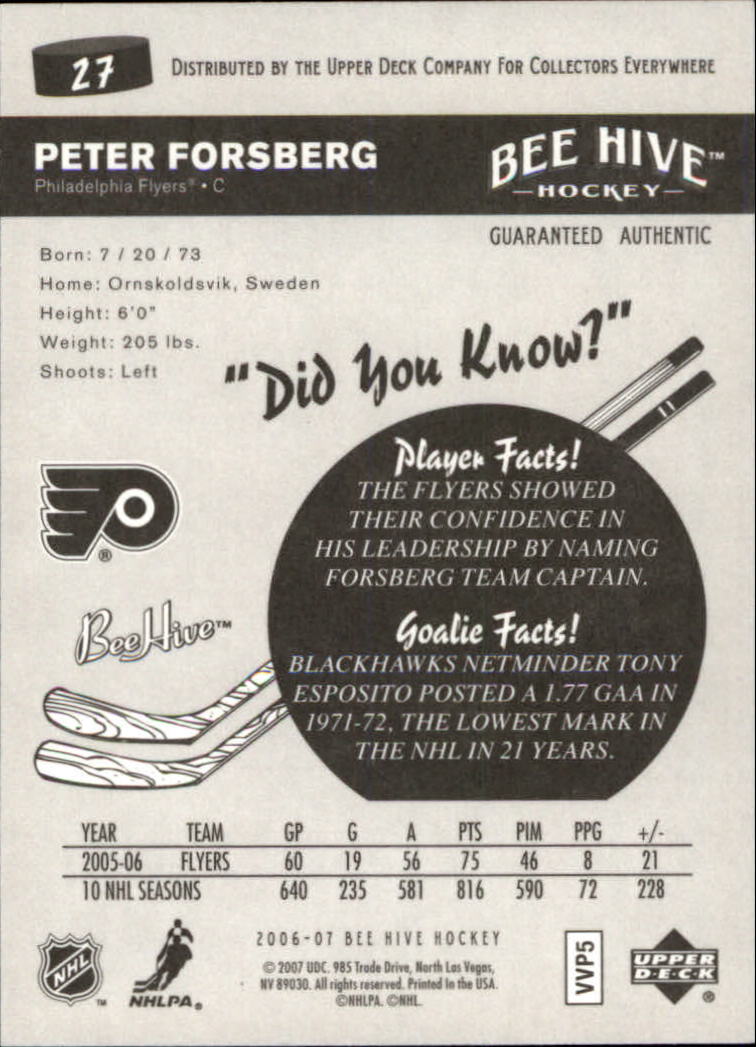 27
DISTRIBUTED BY THE UPPER DECK COMPANY FOR COLLECTORS EVERYWHERE
PETER FORSBERG
Philadelphia Flyers® • C
BEE HIVE™
—HOCKEY—
GUARANTEED AUTHENTIC
Born: 7 / 20 / 73
Home: Ornskoldsvik, Sweden
Height: 6'0"
Weight: 205 lbs.
Shoots: Left
"Did You Know?"
Player Facts!
THE FLYERS SHOWED
THEIR CONFIDENCE IN
HIS LEADERSHIP BY NAMING
FORSBERG TEAM CAPTAIN.
®
BeeHive™
Goalie Facts!
BLACKHAWKS NETMINDER TONY
ESPOSITO POSTED A 1.77 GAA IN
1971-72, THE LOWEST MARK IN
THE NHL IN 21 YEARS.
YEAR TEAM GP G A PTS PIM PPG +/-
2005-06 FLYERS 60 19 56 75 46 8 21
10 NHL SEASONS 640 235 581 816 590 72 228
NHL ™
NHLPA®
2006-07 BEE HIVE HOCKEY
© 2007 UDC. 985 Trade Drive, North Las Vegas,
NV 89030. All rights reserved. Printed in the USA.
©NHLPA. ©NHL.
VVP5
UPPER
D·E·C·K
®